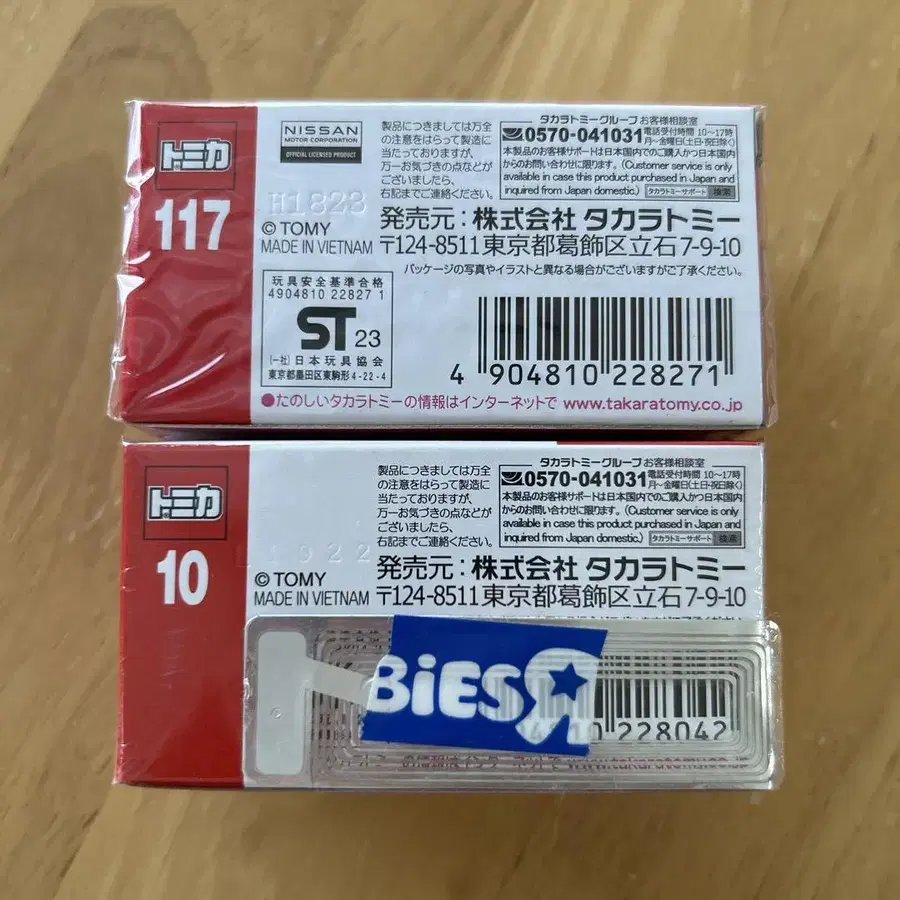 トミカ
117
NISSAN
MOTOR CORPORATION
OFFICIAL LICENSED PRODUCT
H1823
© TOMY
MADE IN VIETNAM
製品につきましては万全
の注意をはらって製造に
当たっておりますが、
万一お気づきの点などが
ございましたら、
右記までご連絡ください。
タカラトミーグループ お客様相談室
0570-041031 電話受付時間 10～17時
月～金曜日(土日・祝日除く)
本製品のお客様サポートは日本国内でのご購入かつ日本国内
からのお問い合わせに限ります。(Customer service is only
available in case this product purchased in Japan and
inquired from Japan domestic.) タカラトミーサポート 検索
発売元：株式会社 タカラトミー
〒124-8511東京都葛飾区立石7-9-10
パッケージの写真やイラストと異なる場合がございますがご了承ください。
玩具安全基準合格
4904810 22827 1
ST 23
(一社)日本玩具協会
東京都墨田区東駒形4-22-4
4 904810 228271
●たのしいタカラトミーの情報はインターネットで www.takaratomy.co.jp
トミカ
10
1922
© TOMY
MADE IN VIETNAM
製品につきましては万全
の注意をはらって製造に
当たっておりますが、
万一お気づきの点などが
ございましたら、
右記までご連絡ください。
タカラトミーグループ お客様相談室
0570-041031 電話受付時間 10～17時
月～金曜日(土日・祝日除く)
本製品のお客様サポートは日本国内でのご購入かつ日本国内
からのお問い合わせに限ります。(Customer service is only
available in case this product purchased in Japan and
inquired from Japan domestic.) タカラトミーサポート 検索
発売元：株式会社 タカラトミー
〒124-8511東京都葛飾区立石7-9-10
BiESR
10 228042
インターネットで www.takaratomy.co.jp